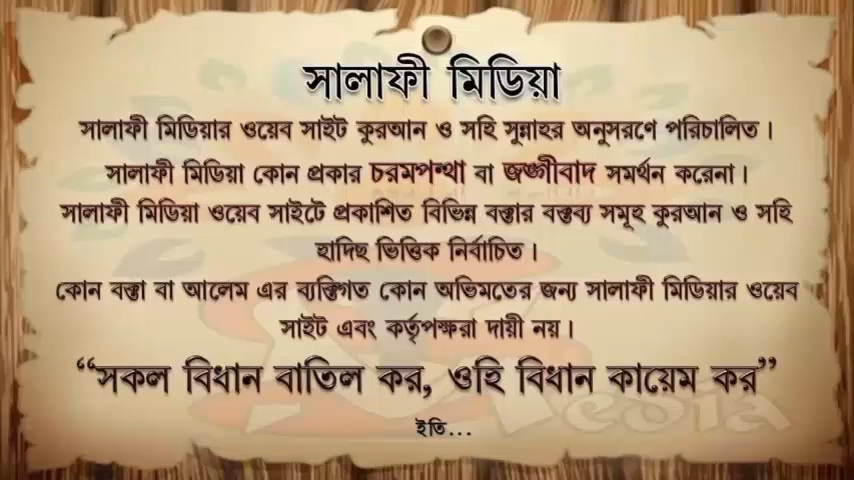 সালাফী মিডিয়া
সালাফী মিডিয়ার ওয়েব সাইট কুরআন ও সহি সুন্নাহর অনুসরণে পরিচালিত।
সালাফী মিডিয়া কোন প্রকার চরমপন্থা বা জঙ্গীবাদ সমর্থন করেনা।
সালাফী মিডিয়া ওয়েব সাইটে প্রকাশিত বিভিন্ন বক্তার বক্তব্য সমূহ কুরআন ও সহি
হাদিছ ভিত্তিক নির্বাচিত।
কোন বক্তা বা আলেম এর ব্যক্তিগত কোন অভিমতের জন্য সালাফী মিডিয়ার ওয়েব
সাইট এবং কর্তৃপক্ষরা দায়ী নয়।
“সকল বিধান বাতিল কর, ওহি বিধান কায়েম কর”
ইতি...